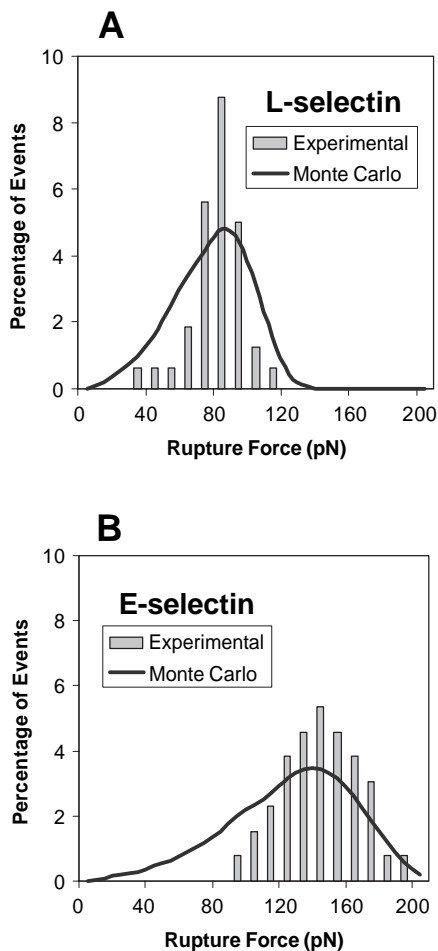 A
L-selectin
Experimental
Monte Carlo
Percentage of Events
10
8
6
4
2
0
0 40 80 120 160 200
Rupture Force (pN)
B
E-selectin
Experimental
Monte Carlo
Percentage of Events
10
8
6
4
2
0
0 40 80 120 160 200
Rupture Force (pN)